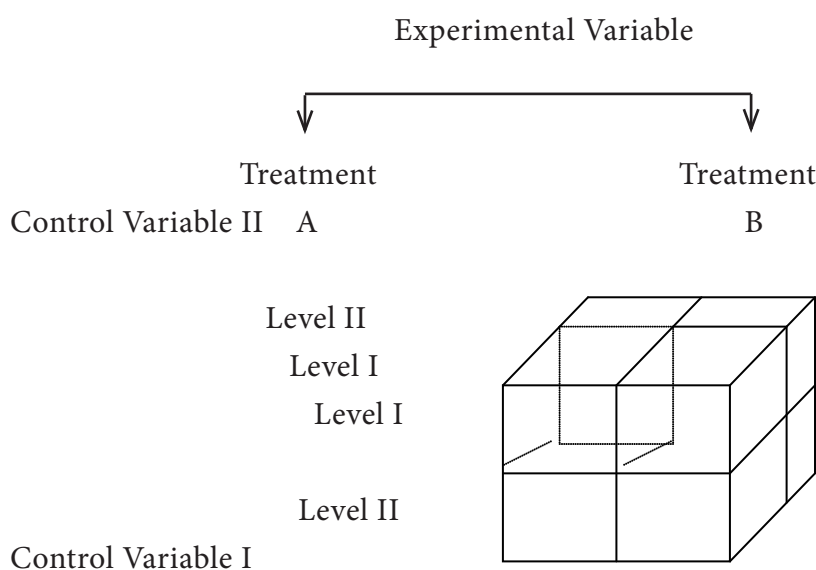 Experimental Variable
Treatment Treatment
Control Variable II A B
Level II
Level I
Level I
Level II
Control Variable I